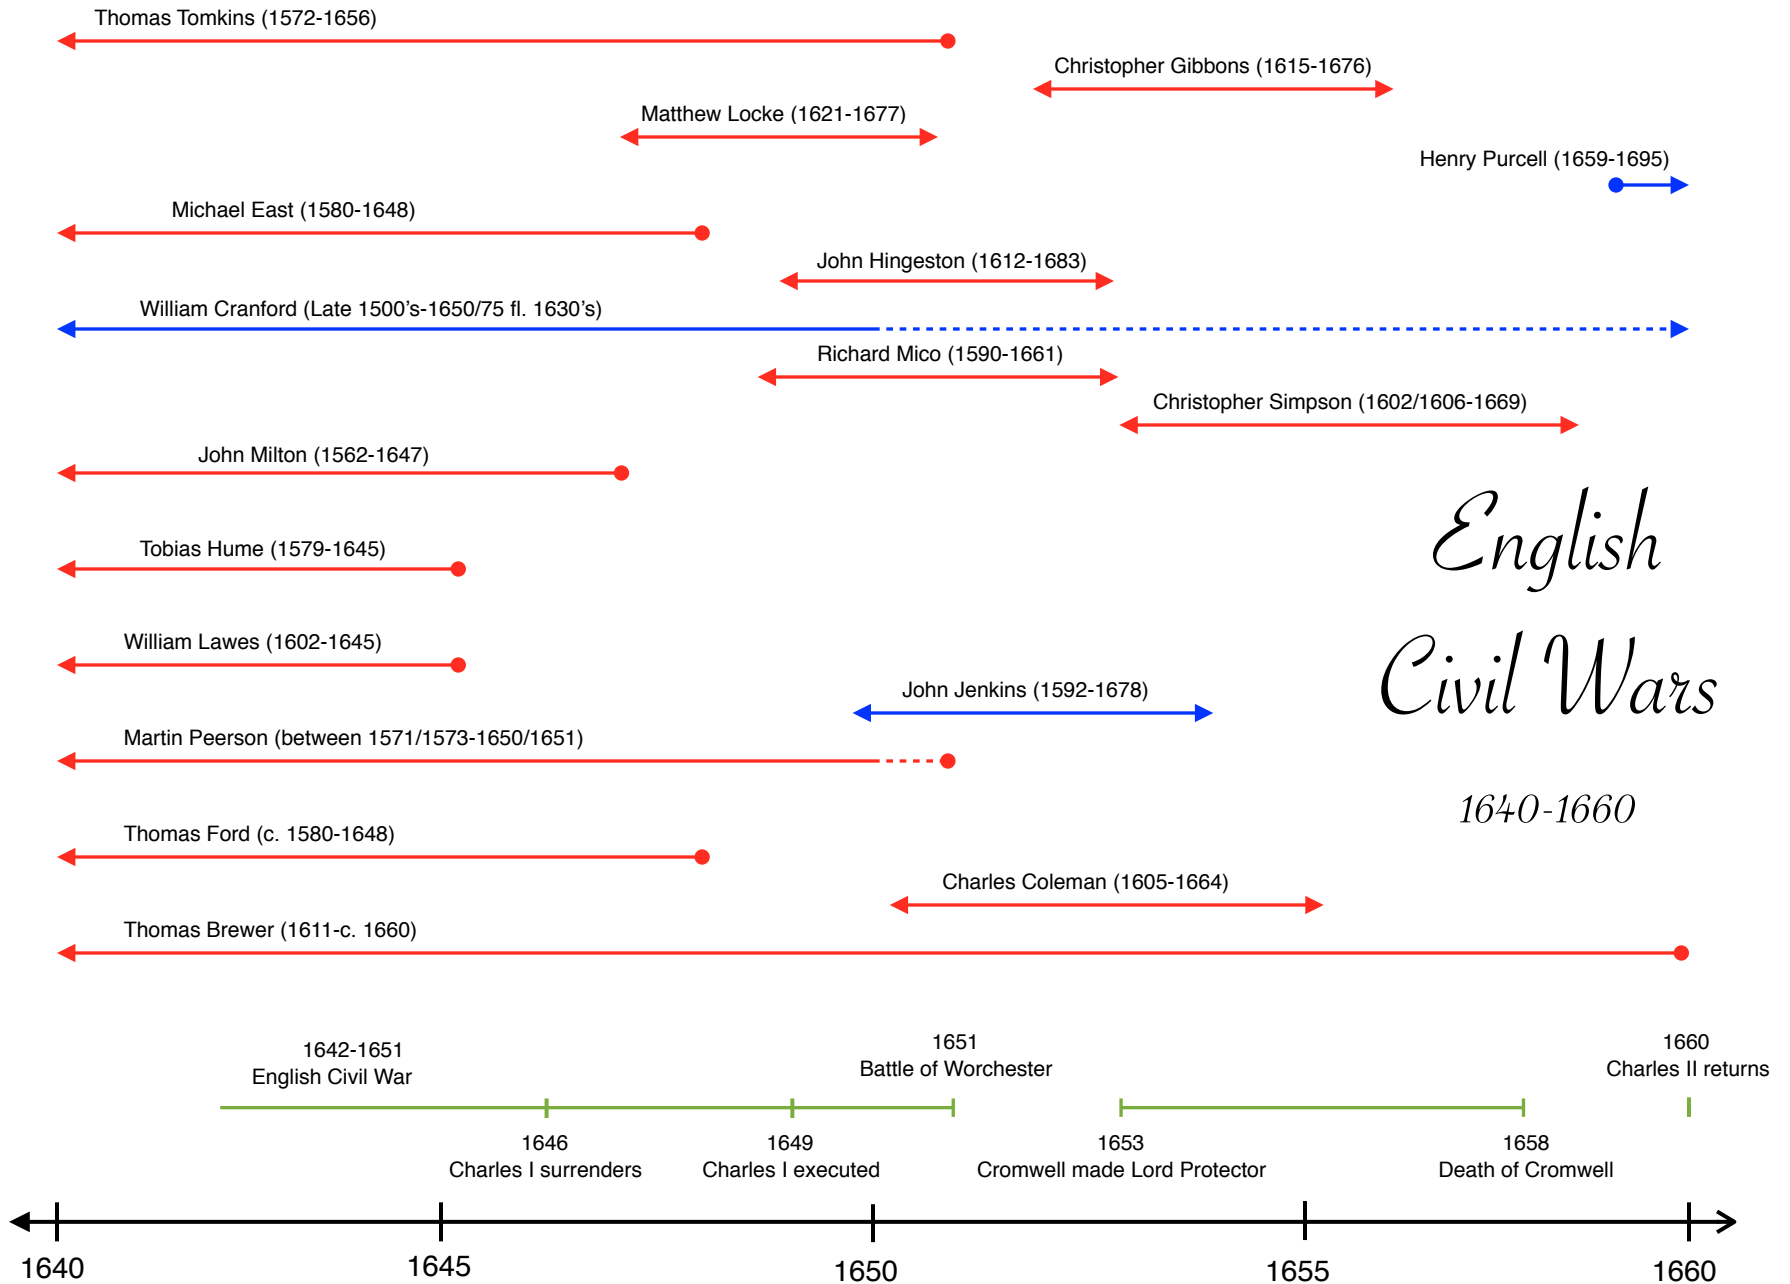 Thomas Tomkins (1572-1656)
Christopher Gibbons (1615-1676)
Matthew Locke (1621-1677)
Henry Purcell (1659-1695)
Michael East (1580-1648)
John Hingeston (1612-1683)
William Cranford (Late 1500’s-1650/75 fl. 1630’s)
Richard Mico (1590-1661)
Christopher Simpson (1602/1606-1669)
John Milton (1562-1647)
English
Civil Wars
1640-1660
Tobias Hume (1579-1645)
William Lawes (1602-1645)
John Jenkins (1592-1678)
Martin Peerson (between 1571/1573-1650/1651)
Thomas Ford (c. 1580-1648)
Charles Coleman (1605-1664)
Thomas Brewer (1611-c. 1660)
1642-1651
English Civil War
1651
Battle of Worchester
1660
Charles II returns
1646
Charles I surrenders
1649
Charles I executed
1653
Cromwell made Lord Protector
1658
Death of Cromwell
1640
1645
1650
1655
1660